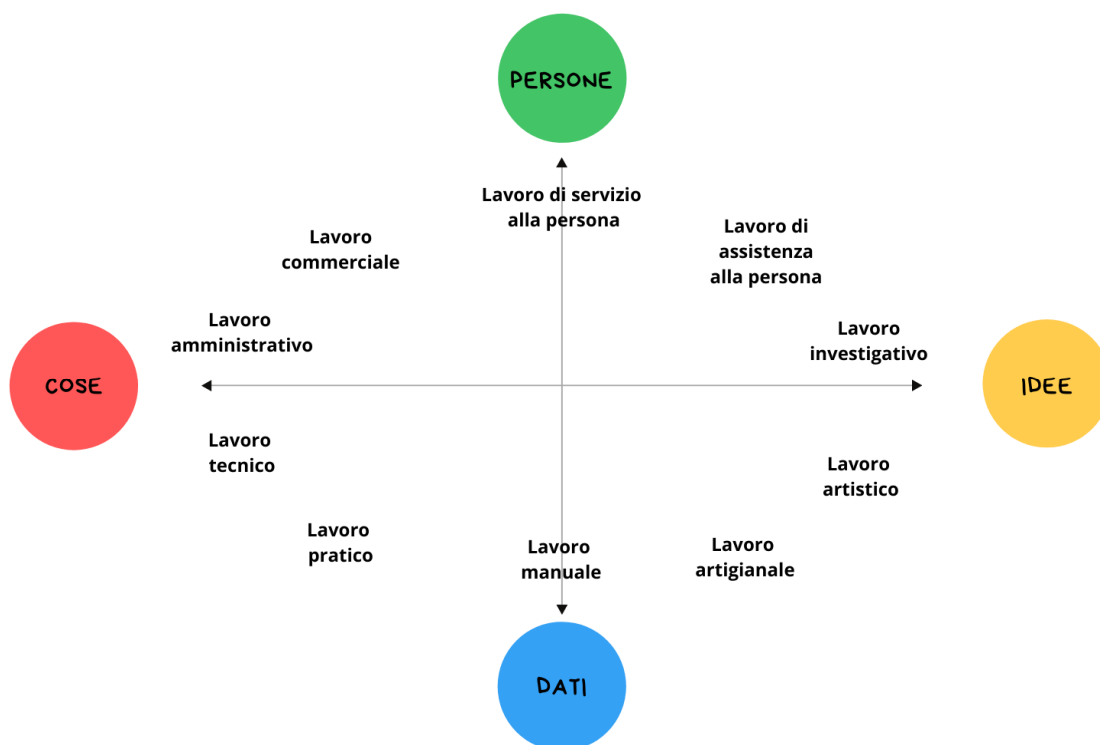 PERSONE
Lavoro di servizio
alla persona
Lavoro
commerciale
Lavoro di
assistenza
alla persona
Lavoro
amministrativo
Lavoro
investigativo
COSE
IDEE
Lavoro
tecnico
Lavoro
artistico
Lavoro
pratico
Lavoro
manuale
Lavoro
artigianale
DATI